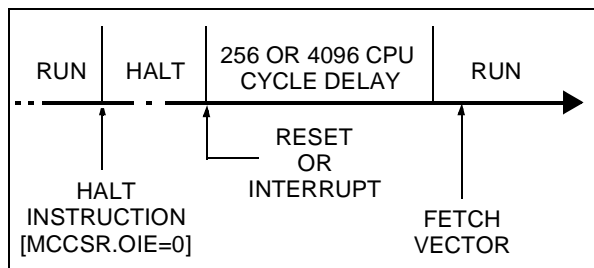 RUN
HALT
256 OR 4096 CPU
CYCLE DELAY
RUN
RESET
OR
INTERRUPT
HALT
INSTRUCTION
[MCCSR.OIE=0]
FETCH
VECTOR